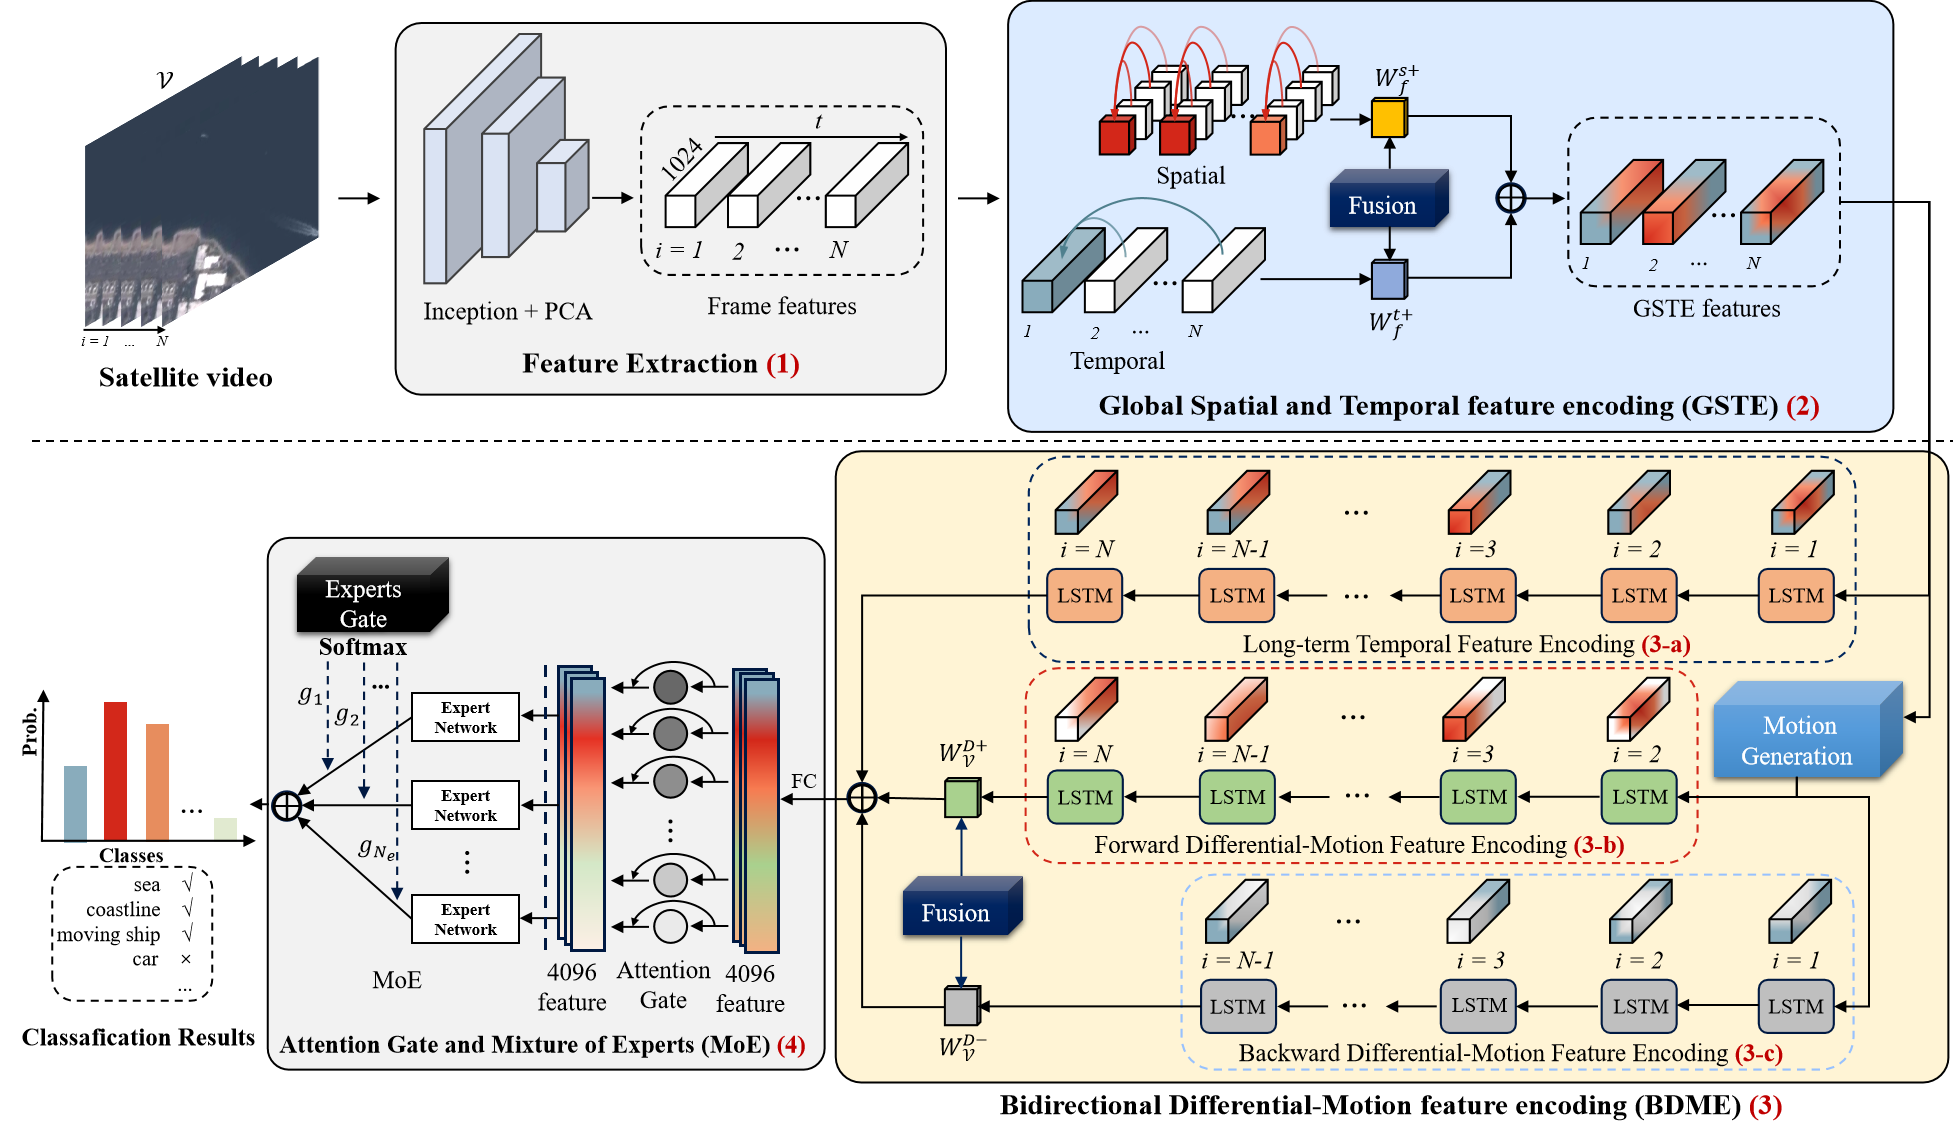 𝒱
i = 1 ... N
Satellite video
1024
t
i = 1 2 ... N
Inception + PCA
Frame features
Feature Extraction (1)
Spatial
W_f^{s+}
Fusion
W_f^{t+}
1 2 ... N
Temporal
1 2 ... N
GSTE features
Global Spatial and Temporal feature encoding (GSTE) (2)
i = N i = N-1 ... i =3 i = 2 i = 1
LSTM LSTM ... LSTM LSTM LSTM
Long-term Temporal Feature Encoding (3-a)
Motion
Generation
i = N i = N-1 ... i =3 i = 2
LSTM LSTM ... LSTM LSTM
Forward Differential-Motion Feature Encoding (3-b)
i = N-1 ... i = 3 i = 2 i = 1
LSTM ... LSTM LSTM LSTM
Backward Differential-Motion Feature Encoding (3-c)
W_v^{D+}
Fusion
W_v^{D−}
FC
Bidirectional Differential-Motion feature encoding (BDME) (3)
Experts
Gate
Softmax
g_1
g_2
...
g_{N_e}
Expert
Network
Expert
Network
...
Expert
Network
MoE
4096
feature
Attention
Gate
4096
feature
Attention Gate and Mixture of Experts (MoE) (4)
Prob.
...
Classes
sea √
coastline √
moving ship √
car ×
...
Classafication Results